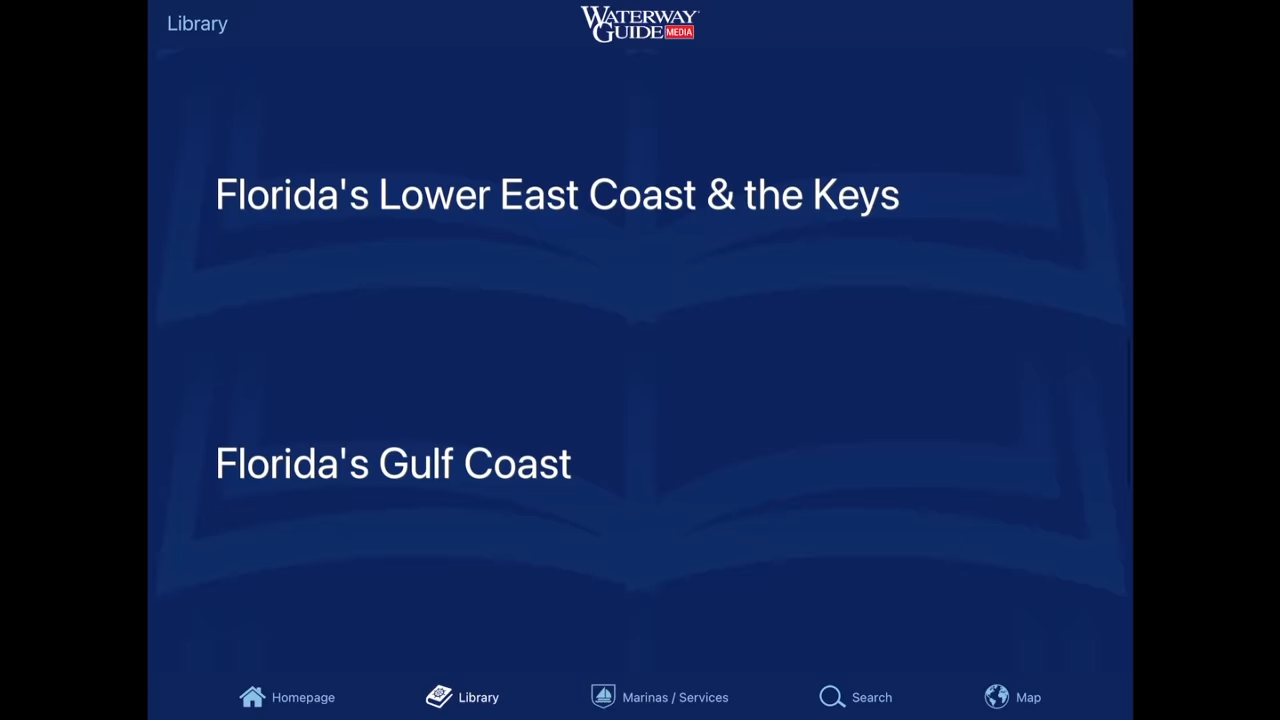 Library
WATERWAY
GUIDE MEDIA
Florida's Lower East Coast & the Keys
Florida's Gulf Coast
Homepage
Library
Marinas / Services
Search
Map